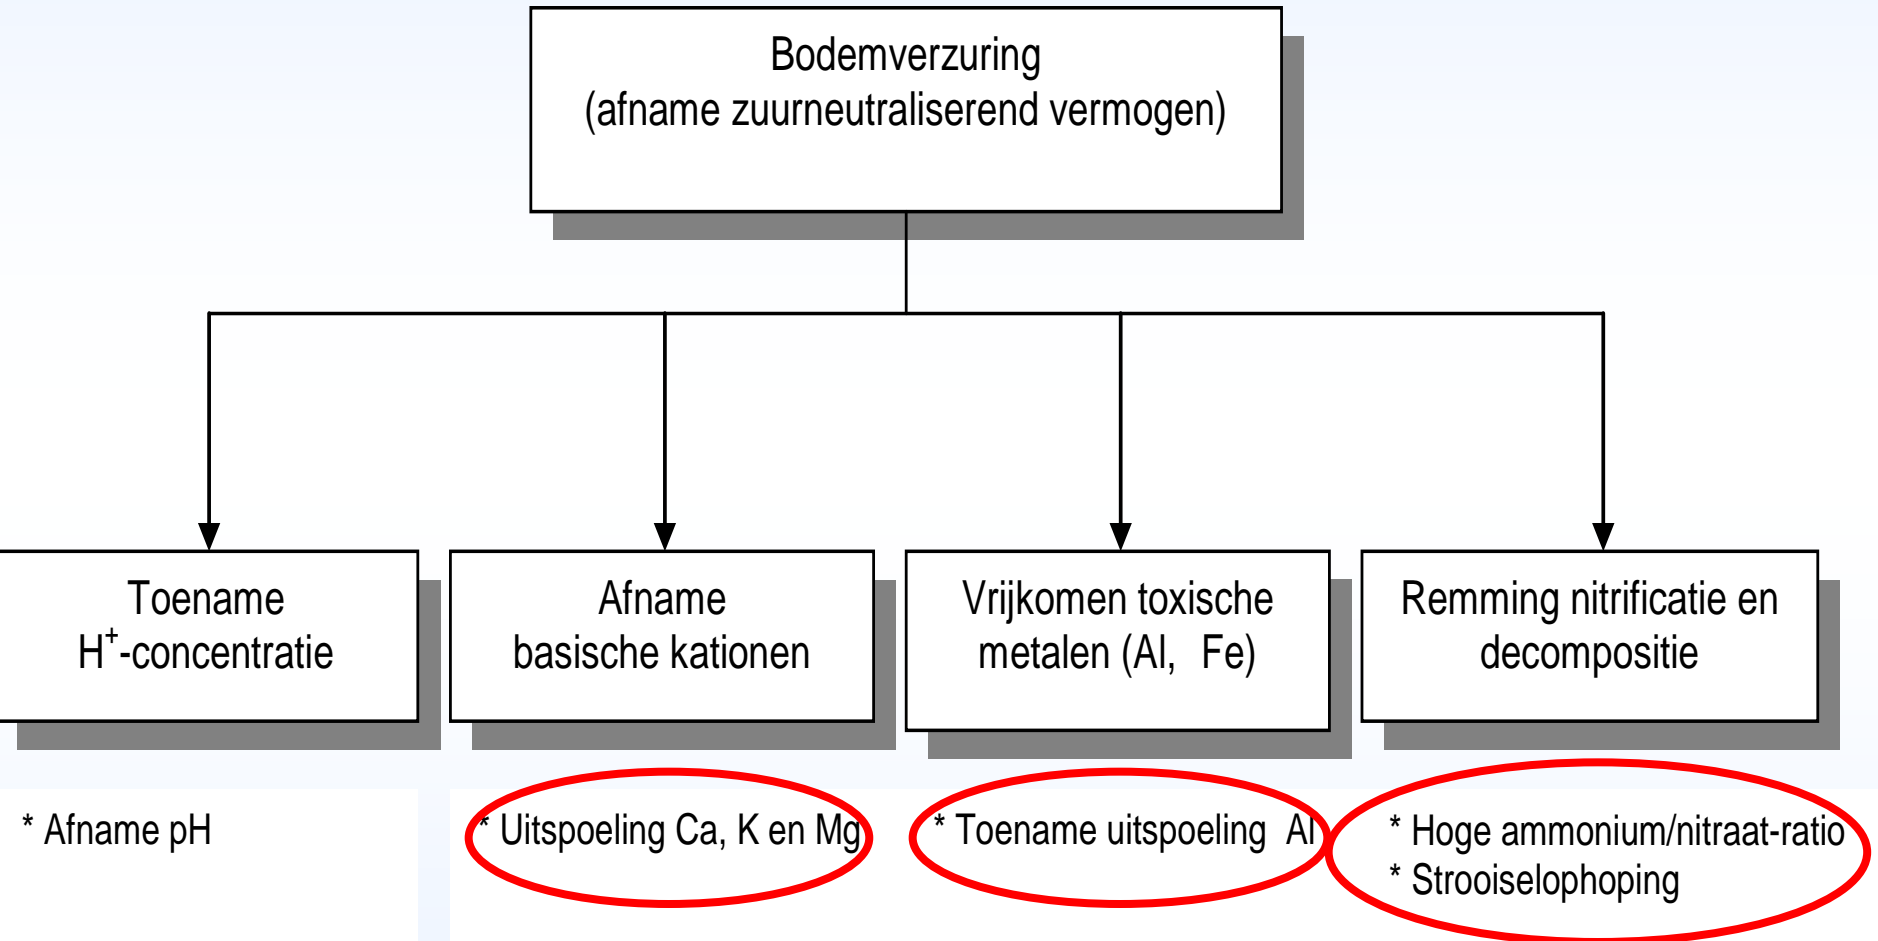 Bodemverzuring
(afname zuurneutraliserend vermogen)
Toename
H⁺-concentratie
Afname
basische kationen
Vrijkomen toxische
metalen (Al, Fe)
Remming nitrificatie en
decompositie
* Afname pH
* Uitspoeling Ca, K en Mg
* Toename uitspoeling Al
* Hoge ammonium/nitraat-ratio
* Strooiselophoping